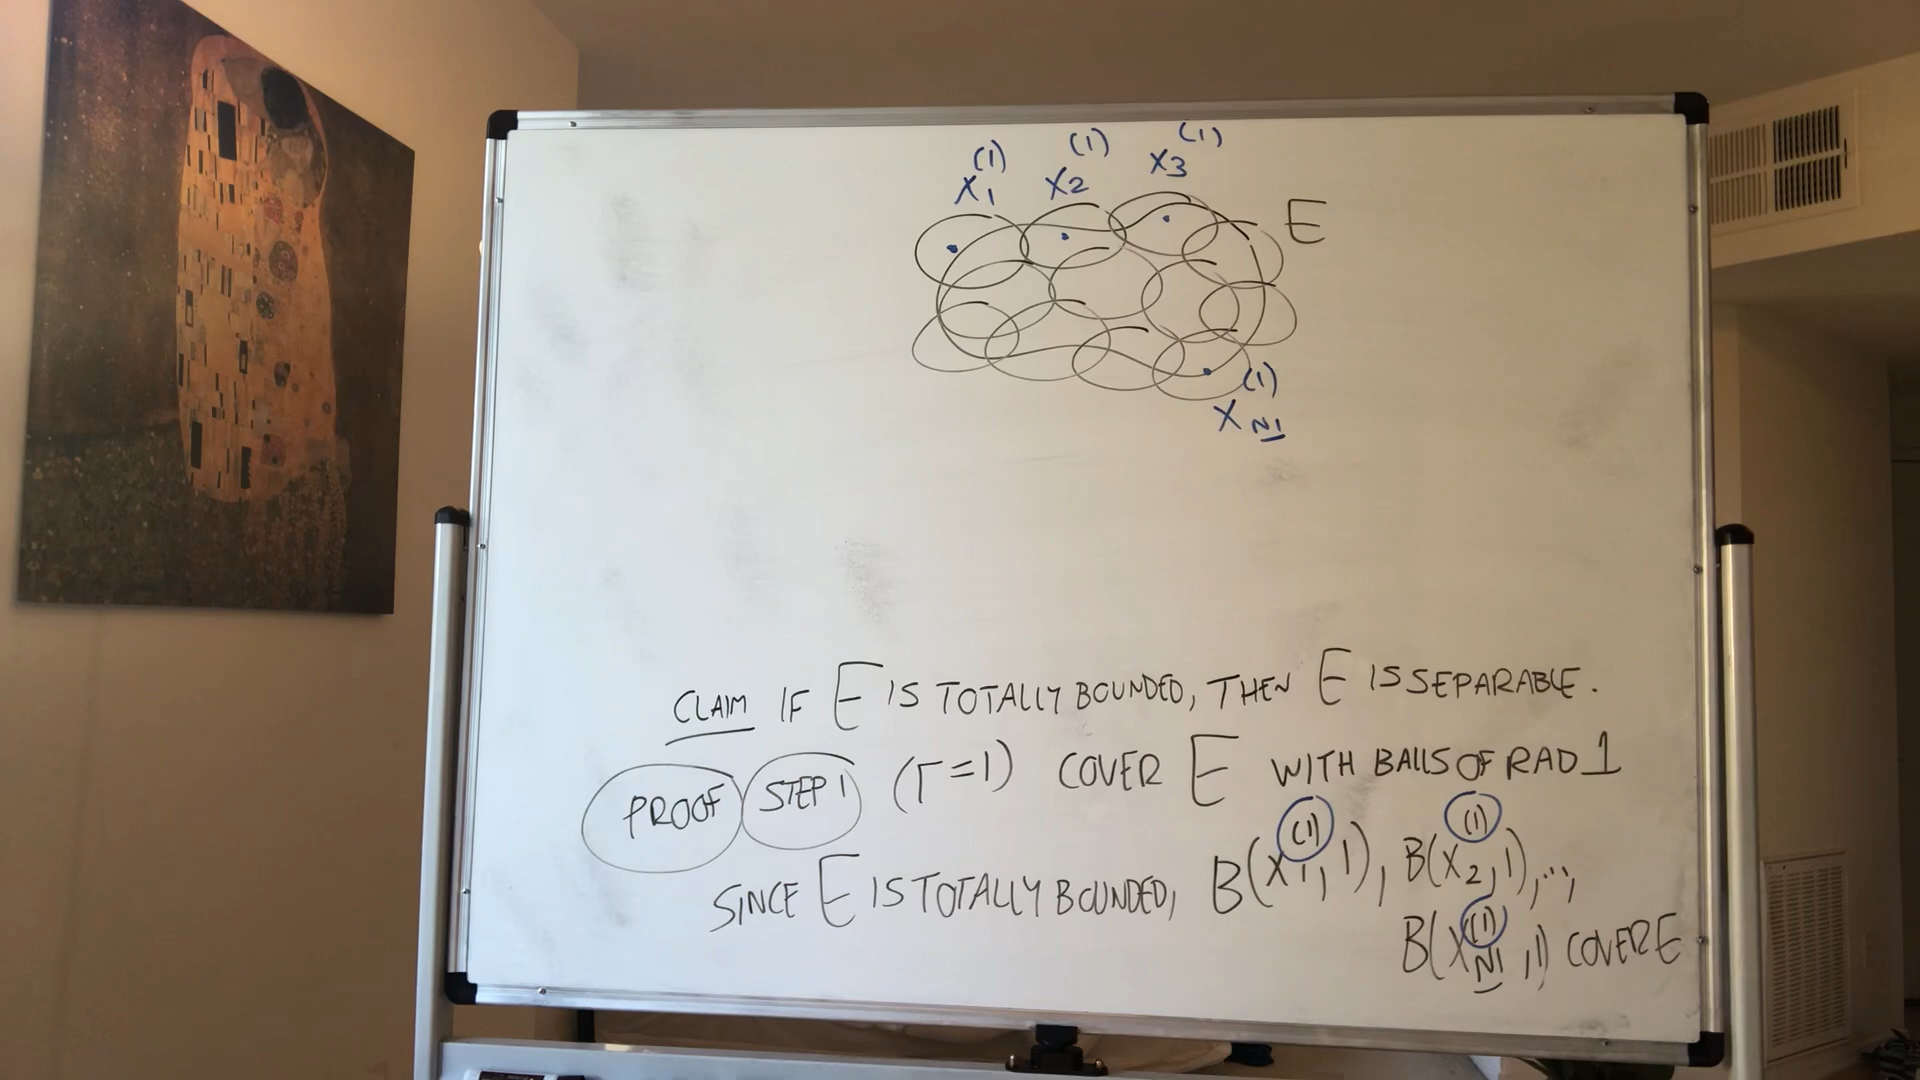 X₁⁽¹⁾ X₂⁽¹⁾ X₃⁽¹⁾
E
X_N1⁽¹⁾
CLAIM IF E IS TOTALLY BOUNDED, THEN E IS SEPARABLE.
PROOF STEP 1 (r=1) COVER E WITH BALLS OF RAD 1
SINCE E IS TOTALLY BOUNDED, B(X₁⁽¹⁾, 1), B(X₂⁽¹⁾, 1), ...,
B(X_N1⁽¹⁾, 1) COVER E